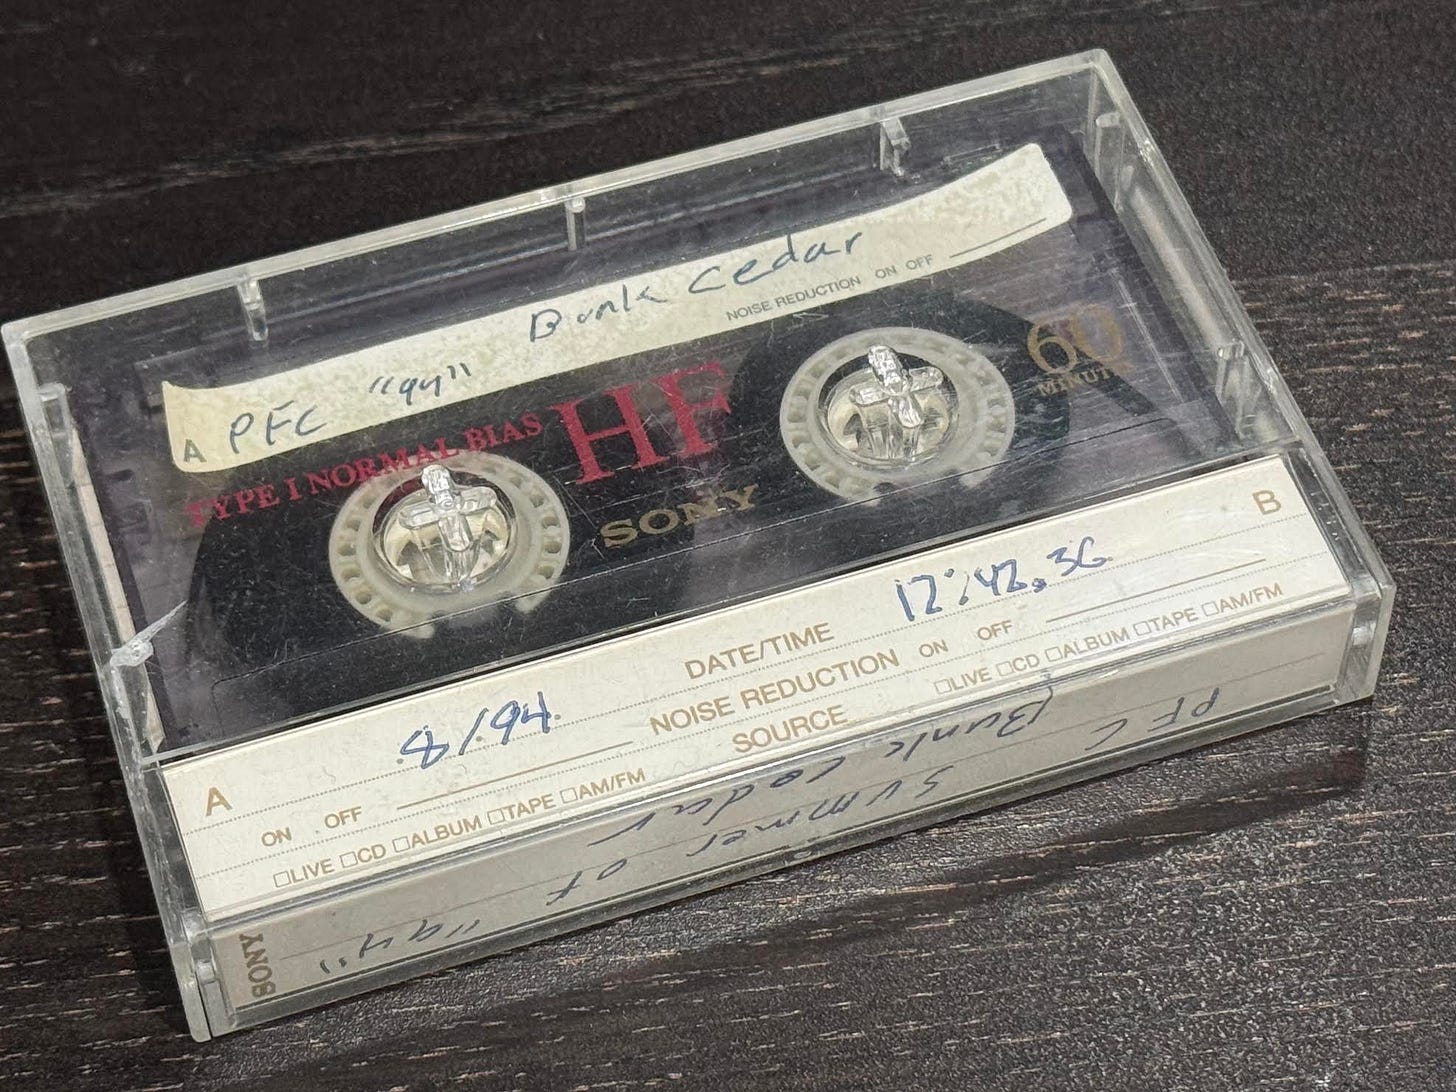 A PFC "94" Bunk Cedar
NOISE REDUCTION ON OFF
TYPE I NORMAL BIAS HF
SONY
60
MINUTE
A 8/94 DATE/TIME 12:42.36 B
ON OFF NOISE REDUCTION ON OFF
□LIVE □CD □ALBUM □TAPE □AM/FM SOURCE □LIVE □CD □ALBUM □TAPE □AM/FM
PFC Bunk Cedar
Summer of "94"
SONY